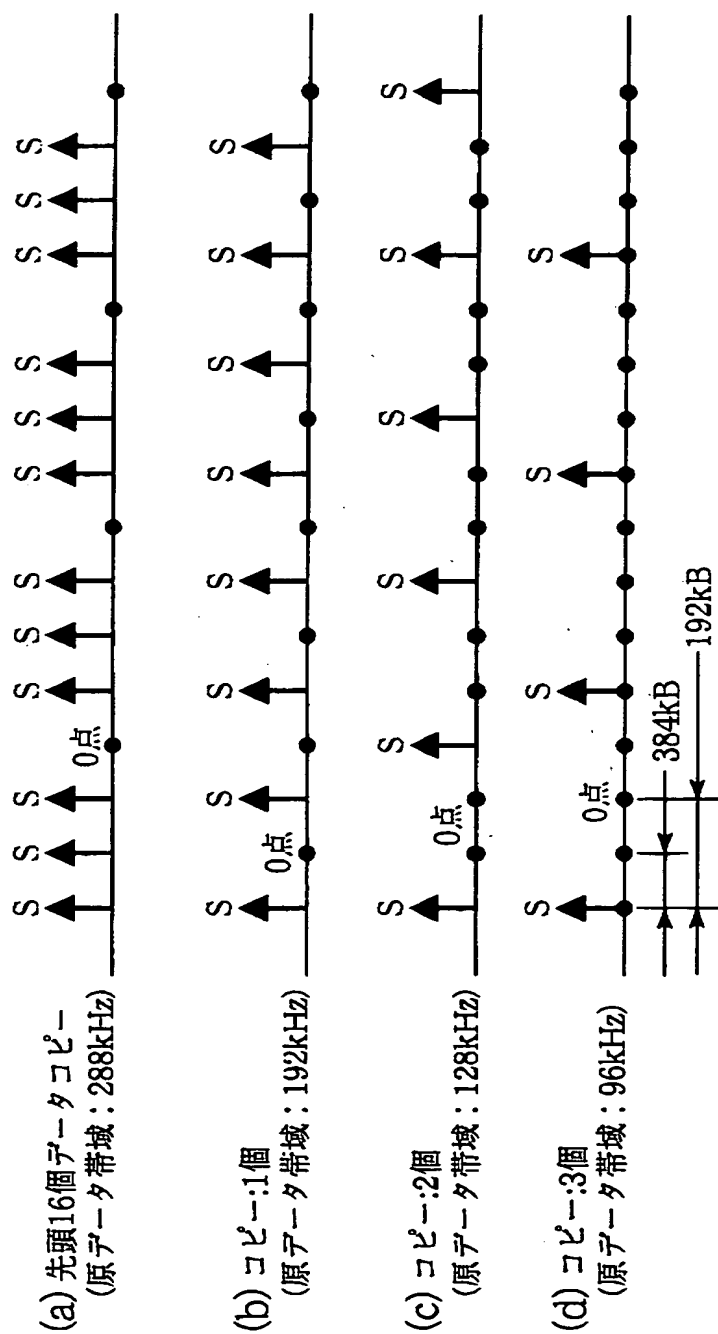 (a) 先頭16個データコピー
(原データ帯域：288kHz)
S S S 0点 S S S S S S S S S
(b) コピー:1個
(原データ帯域：192kHz)
S 0点 S S S S S S S
(c) コピー:2個
(原データ帯域：128kHz)
S 0点 S S S S S
(d) コピー:3個
(原データ帯域：96kHz)
S 0点 S S S
384kB
192kB